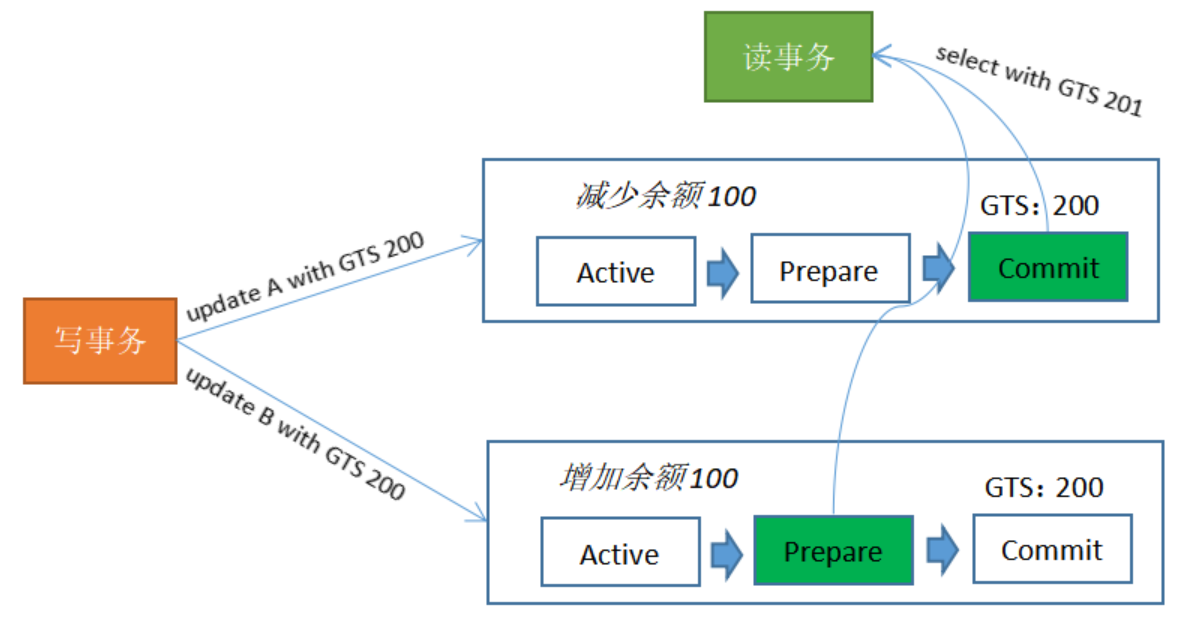 读事务
select with GTS 201
减少余额100
GTS：200
Active
Prepare
Commit
update A with GTS 200
写事务
update B with GTS 200
增加余额100
GTS：200
Active
Prepare
Commit